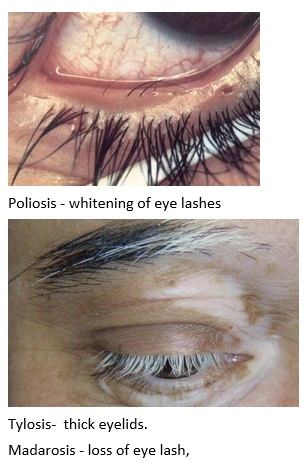 Poliosis - whitening of eye lashes
Tylosis-  thick eyelids.
Madarosis - loss of eye lash,